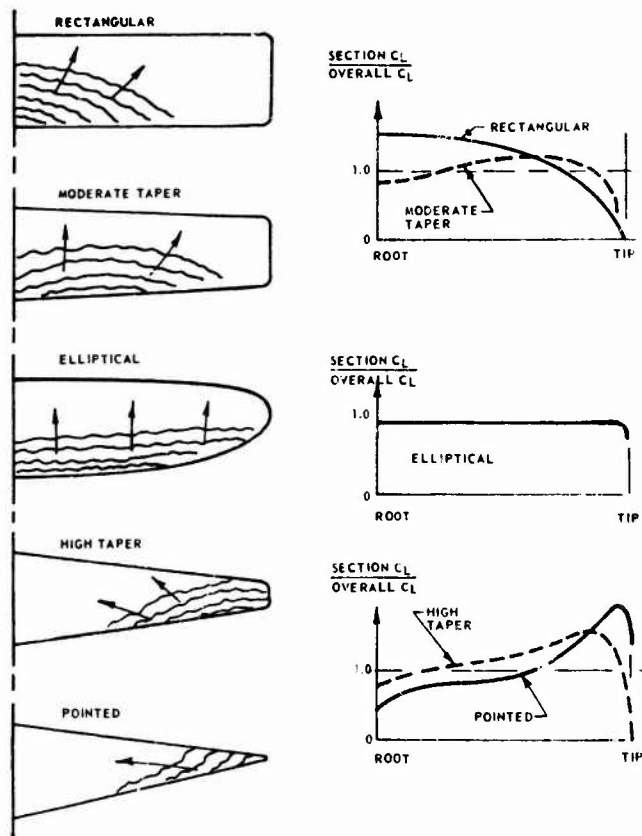 RECTANGULAR
MODERATE TAPER
ELLIPTICAL
HIGH TAPER
POINTED
SECTION CL
OVERALL CL
RECTANGULAR
1.0
MODERATE
TAPER
0
ROOT
TIP
SECTION CL
OVERALL CL
1.0
ELLIPTICAL
0
ROOT
TIP
SECTION CL
OVERALL CL
HIGH
TAPER
1.0
POINTED
0
ROOT
TIP